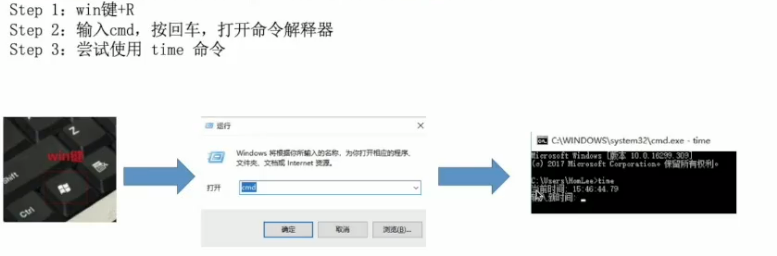 Step 1: win键+R
Step 2: 输入cmd, 按回车, 打开命令解释器
Step 3: 尝试使用 time 命令
win键
Shift
Ctrl
运行
Windows 将根据你所输入的名称，为你打开相应的程序、
文件夹、文档或 Internet 资源。
打开
cmd
确定
取消
浏览(B)...
C:\WINDOWS\system32\cmd.exe - time
Microsoft Windows [版本 10.0.16299.309]
(c) 2017 Microsoft Corporation。保留所有权利。
C:\Users\HomLee>time
当前时间: 15:46:44.79
输入新时间: